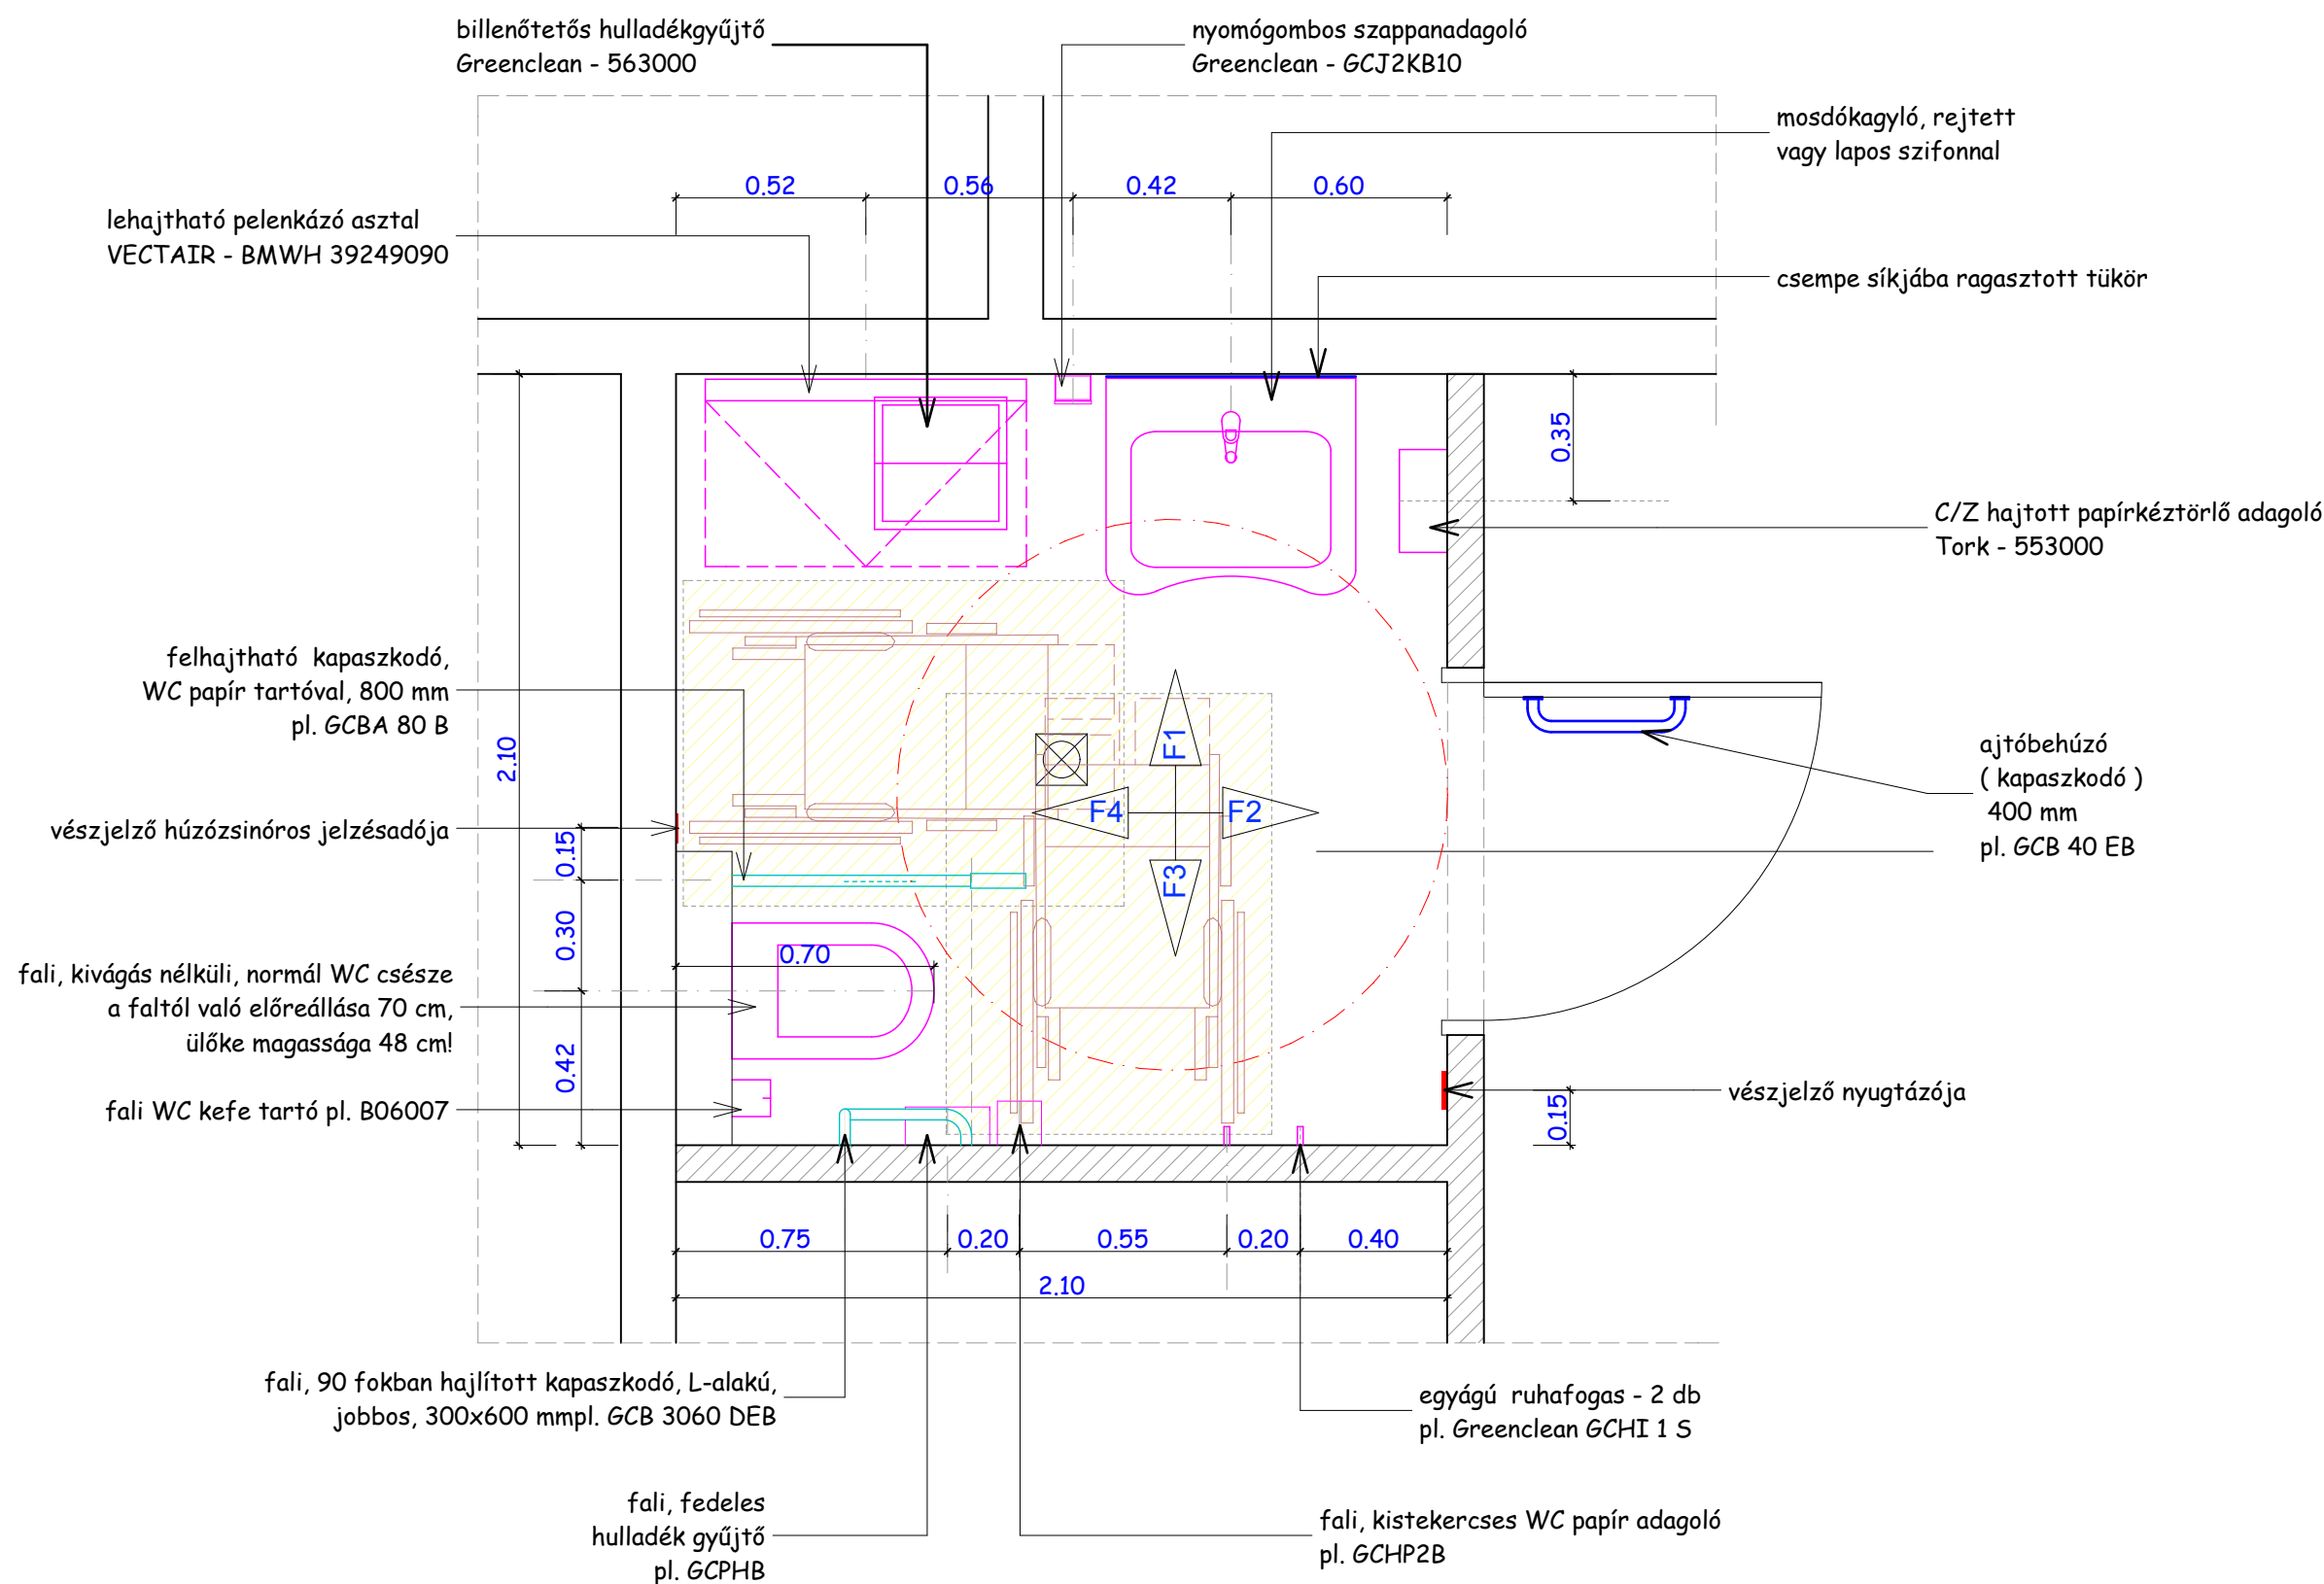 billenőtetős hulladékgyűjtő
Greenclean - 563000
nyomógombos szappanadagoló
Greenclean - GCJ2KB10
mosdókagyló, rejtett
vagy lapos szifonnal
0.52
0.56
0.42
0.60
lehajtható pelenkázó asztal
VECTAIR - BMWH 39249090
csempe síkjába ragasztott tükör
0.35
C/Z hajtott papírkéztörlő adagoló
Tork - 553000
felhajtható  kapaszkodó,
WC papír tartóval, 800 mm
pl. GCBA 80 B
2.10
F1
F4
F2
F3
ajtóbehúzó
( kapaszkodó )
400 mm
pl. GCB 40 EB
vészjelző húzózsinóros jelzésadója
0.15
0.30
0.70
fali, kivágás nélküli, normál WC csésze
a faltól való előreállása 70 cm,
ülőke magassága 48 cm!
0.42
fali WC kefe tartó pl. B06007
vészjelző nyugtázója
0.15
0.75
0.20
0.55
0.20
0.40
2.10
fali, 90 fokban hajlított kapaszkodó, L-alakú,
jobbos, 300x600 mmpl. GCB 3060 DEB
egyágú  ruhafogas - 2 db
pl. Greenclean GCHI 1 S
fali, fedeles
hulladék gyűjtő
pl. GCPHB
fali, kistekercses WC papír adagoló
pl. GCHP2B